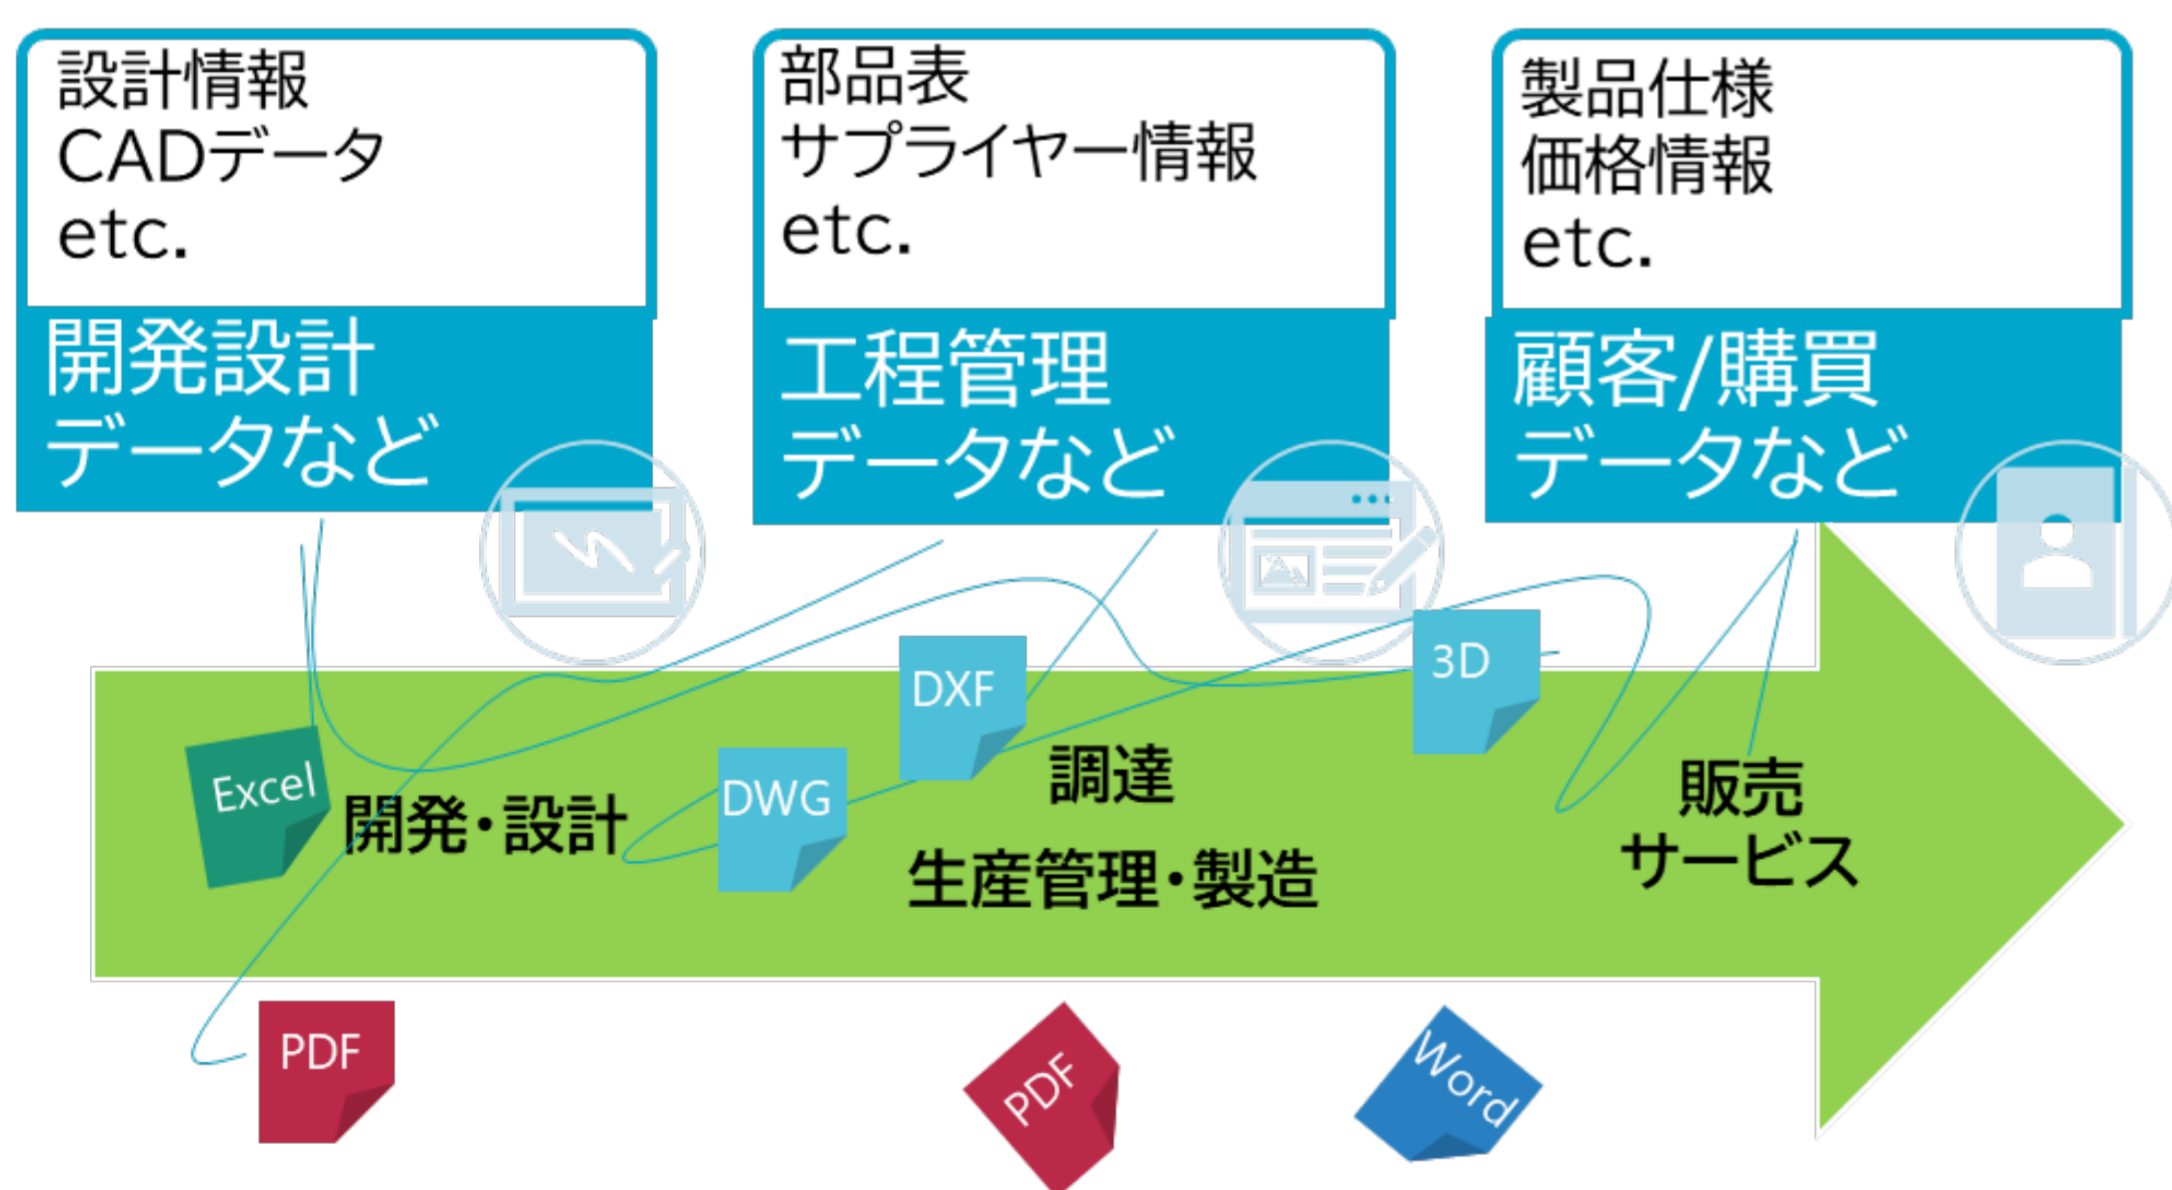 設計情報
CADデータ
etc.
開発設計
データなど
部品表
サプライヤー情報
etc.
工程管理
データなど
製品仕様
価格情報
etc.
顧客/購買
データなど
Excel
開発・設計
DWG
DXF
調達
生産管理・製造
3D
販売
サービス
PDF
PDF
Word